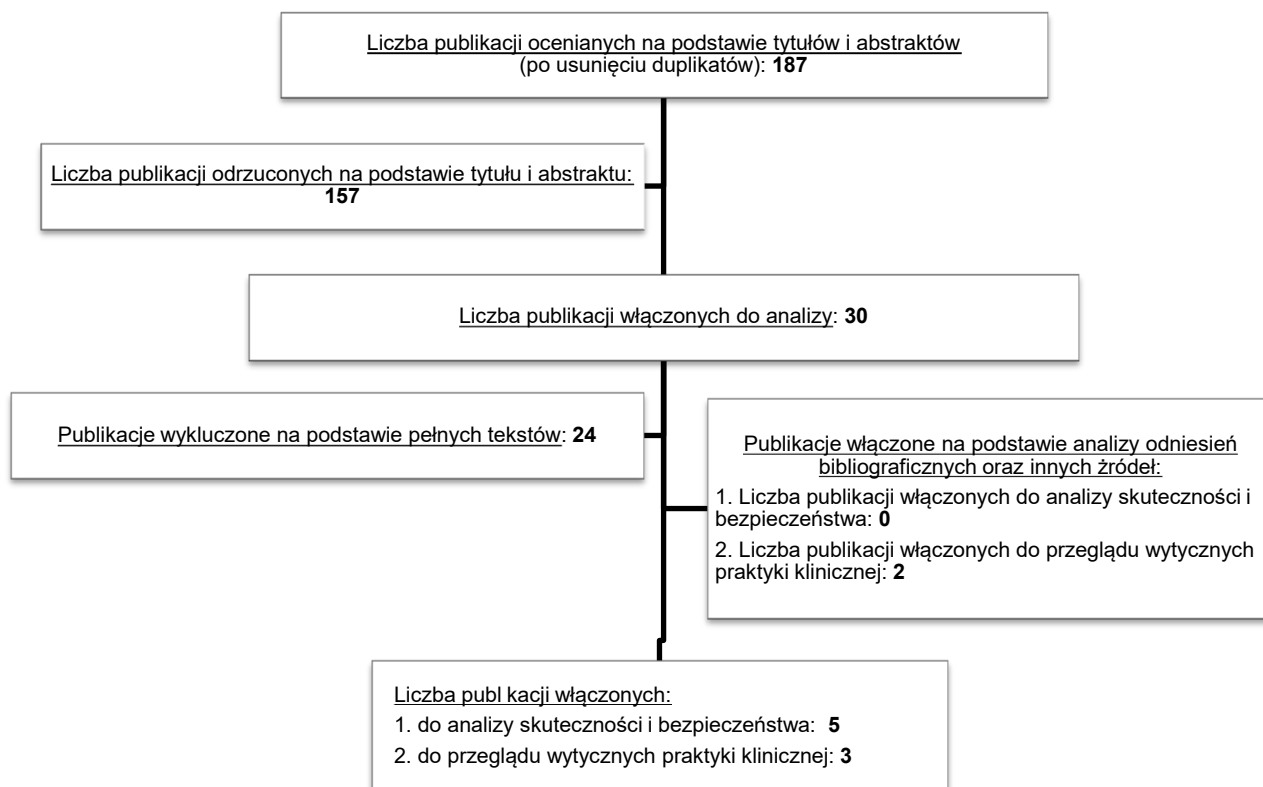 Liczba publikacji ocenianych na podstawie tytułów i abstraktów
(po usunięciu duplikatów): 187
Liczba publikacji odrzuconych na podstawie tytułu i abstraktu:
157
Liczba publikacji włączonych do analizy: 30
Publikacje wykluczone na podstawie pełnych tekstów: 24
Publikacje włączone na podstawie analizy odniesień
bibliograficznych oraz innych źródeł:
1. Liczba publikacji włączonych do analizy skuteczności i
bezpieczeństwa: 0
2. Liczba publikacji włączonych do przeglądu wytycznych
praktyki klinicznej: 2
Liczba publ kacji włączonych:
1. do analizy skuteczności i bezpieczeństwa: 5
2. do przeglądu wytycznych praktyki klinicznej: 3